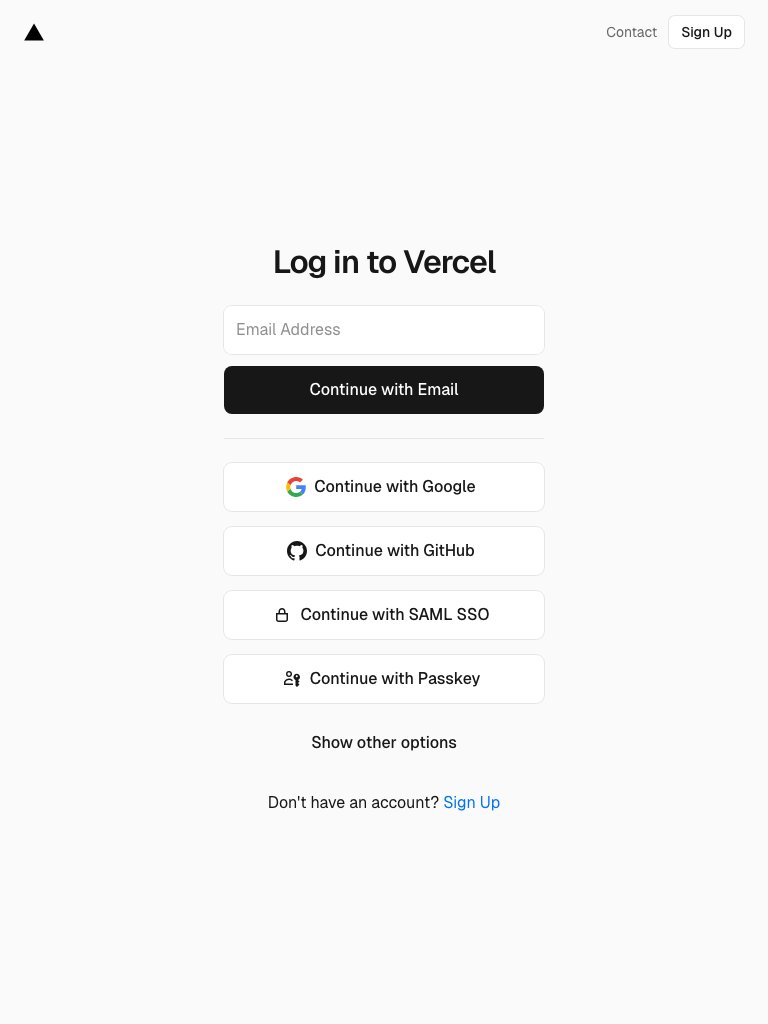 Contact
Sign Up
Log in to Vercel
Email Address
Continue with Email
Continue with Google
Continue with GitHub
Continue with SAML SSO
Continue with Passkey
Show other options
Don't have an account? Sign Up